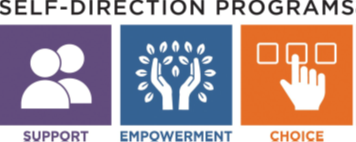 SELF-DIRECTION PROGRAMS
SUPPORT EMPOWERMENT CHOICE